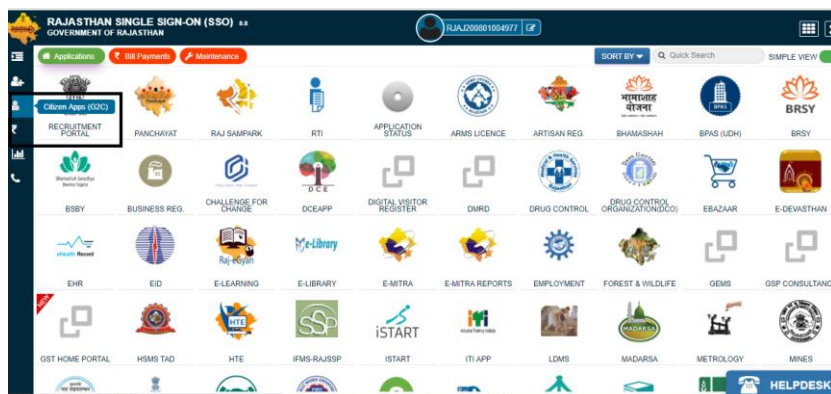 RAJASTHAN SINGLE SIGN-ON (SSO)
GOVERNMENT OF RAJASTHAN
RJAJ200801004977
Applications
₹ Bill Payments
Maintenance
SORT BY
Quick Search
SIMPLE VIEW
Citizen Apps (G2C)
भामाशाह
योजना
BPAS
BRSY
RECRUITMENT
PORTAL
PANCHAYAT
RAJ SAMPARK
RTI
APPLICATION
STATUS
ARMS LICENCE
ARTISAN REG.
BHAMASHAH
BPAS (UDH)
BRSY
DCE
BSBY
BUSINESS REG.
CHALLENGE FOR
CHANGE
DCEAPP
DIGITAL VISITOR
REGISTER
DMRD
DRUG CONTROL
DRUG CONTROL
ORGANIZATION(DCO)
EBAZAAR
E-DEVASTHAN
eHealth Record
Raj-eGyan
e-Library
EHR
EID
E-LEARNING
E-LIBRARY
E-MITRA
E-MITRA REPORTS
EMPLOYMENT
FOREST & WILDLIFE
GEMS
GSP CONSULTANC
NEW
HTE
SSP
iSTART
iti
MADARSA
GST HOME PORTAL
HSMS TAD
HTE
IFMS-RAJSSP
ISTART
ITI APP
LDMS
MADARSA
METROLOGY
MINES
HELPDESK